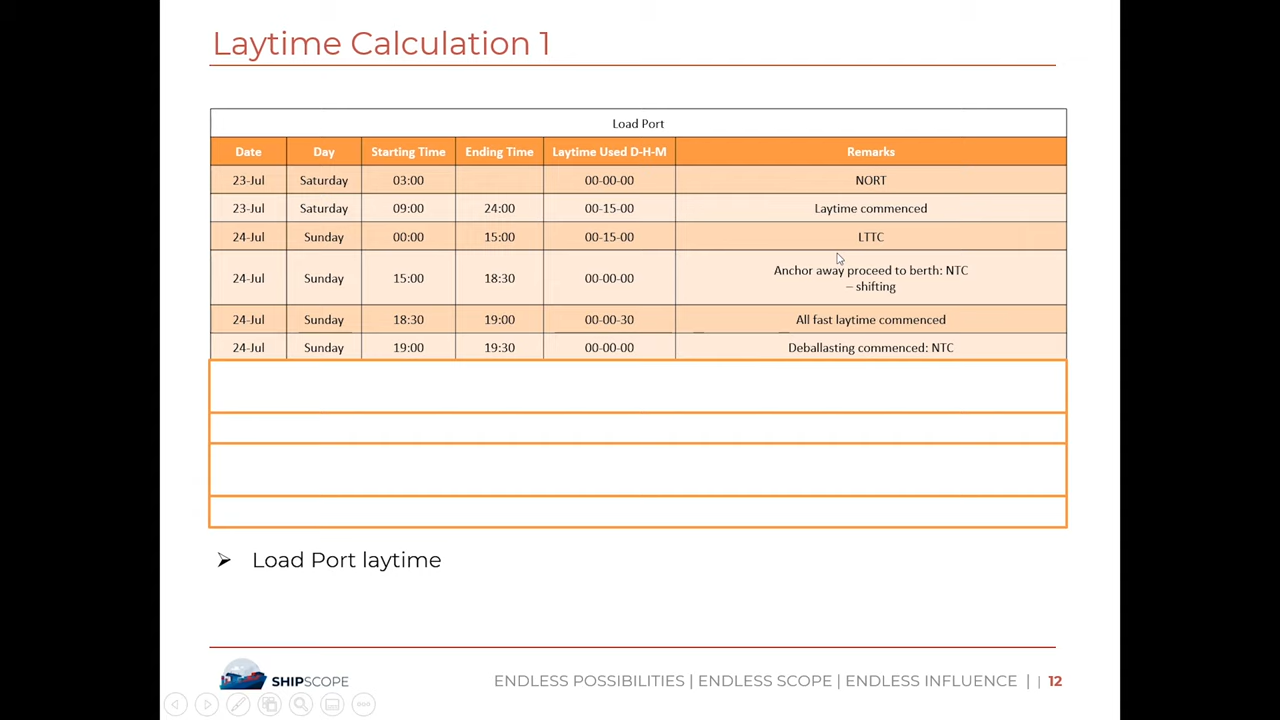 Laytime Calculation 1
Load Port
Date Day Starting Time Ending Time Laytime Used D-H-M Remarks
23-Jul Saturday 03:00 00-00-00 NORT
23-Jul Saturday 09:00 24:00 00-15-00 Laytime commenced
24-Jul Sunday 00:00 15:00 00-15-00 LTTC
24-Jul Sunday 15:00 18:30 00-00-00 Anchor away proceed to berth: NTC
– shifting
24-Jul Sunday 18:30 19:00 00-00-30 All fast laytime commenced
24-Jul Sunday 19:00 19:30 00-00-00 Deballasting commenced: NTC
➢ Load Port laytime
SHIPSCOPE
ENDLESS POSSIBILITIES | ENDLESS SCOPE | ENDLESS INFLUENCE | | 12